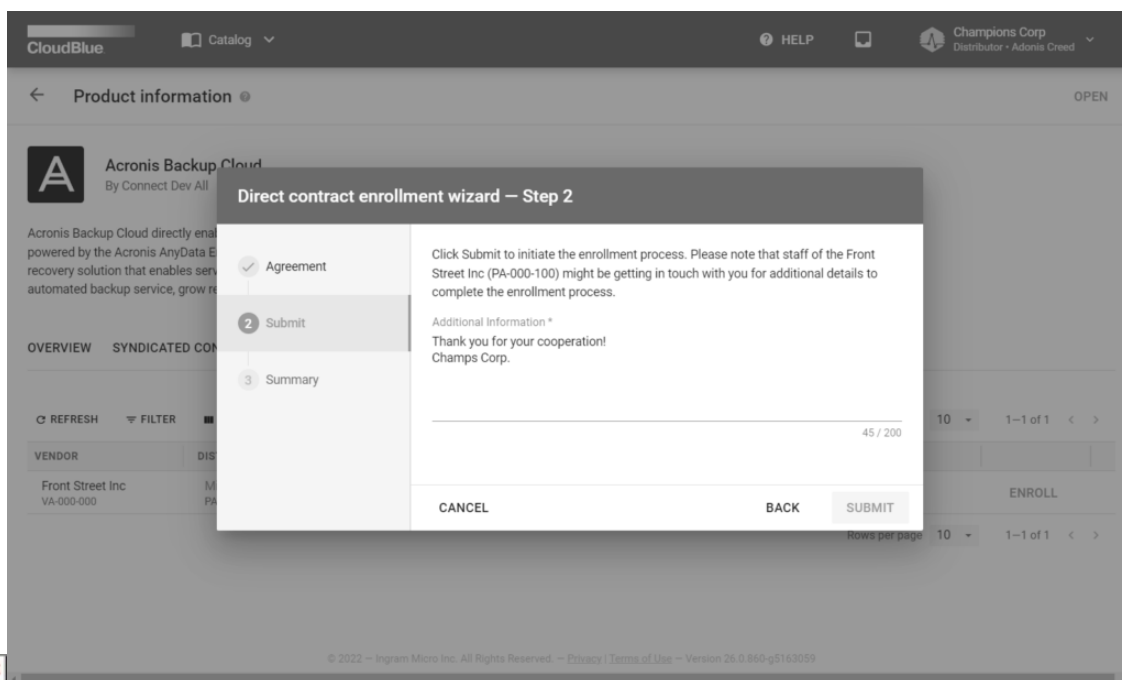 CloudBlue
Catalog
HELP
Champions Corp
Distributor • Adonis Creed
Product information
OPEN
Acronis Backup Cloud
By Connect Dev All
Acronis Backup Cloud directly enab
powered by the Acronis AnyData E
recovery solution that enables serv
automated backup service, grow re
OVERVIEW SYNDICATED CON
REFRESH FILTER
10 1–1 of 1
VENDOR DIS
Front Street Inc
VA-000-000 PA
ENROLL
Direct contract enrollment wizard — Step 2
Agreement
2 Submit
3 Summary
Click Submit to initiate the enrollment process. Please note that staff of the Front
Street Inc (PA-000-100) might be getting in touch with you for additional details to
complete the enrollment process.
Additional Information *
Thank you for your cooperation!
Champs Corp.
45 / 200
CANCEL BACK SUBMIT
Rows per page 10 1–1 of 1
© 2022 — Ingram Micro Inc. All Rights Reserved. — Privacy | Terms of Use — Version 26.0.860-g5163059